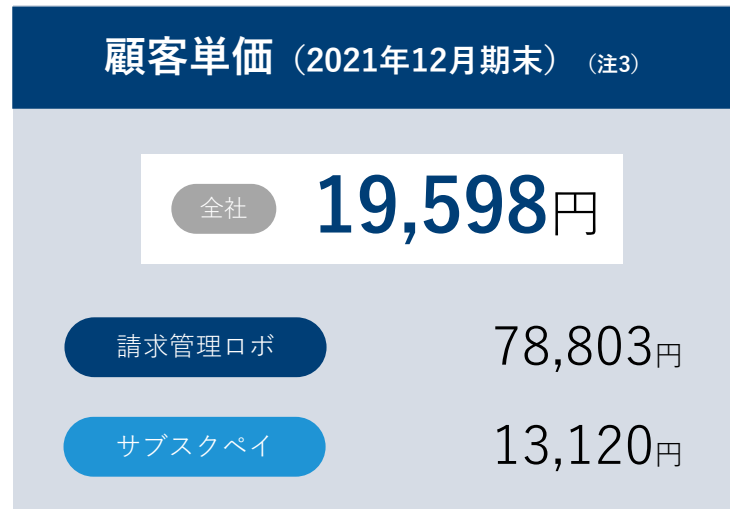 顧客単価（2021年12月期末）（注3）
全社 19,598円
請求管理ロボ 78,803円
サブスクペイ 13,120円